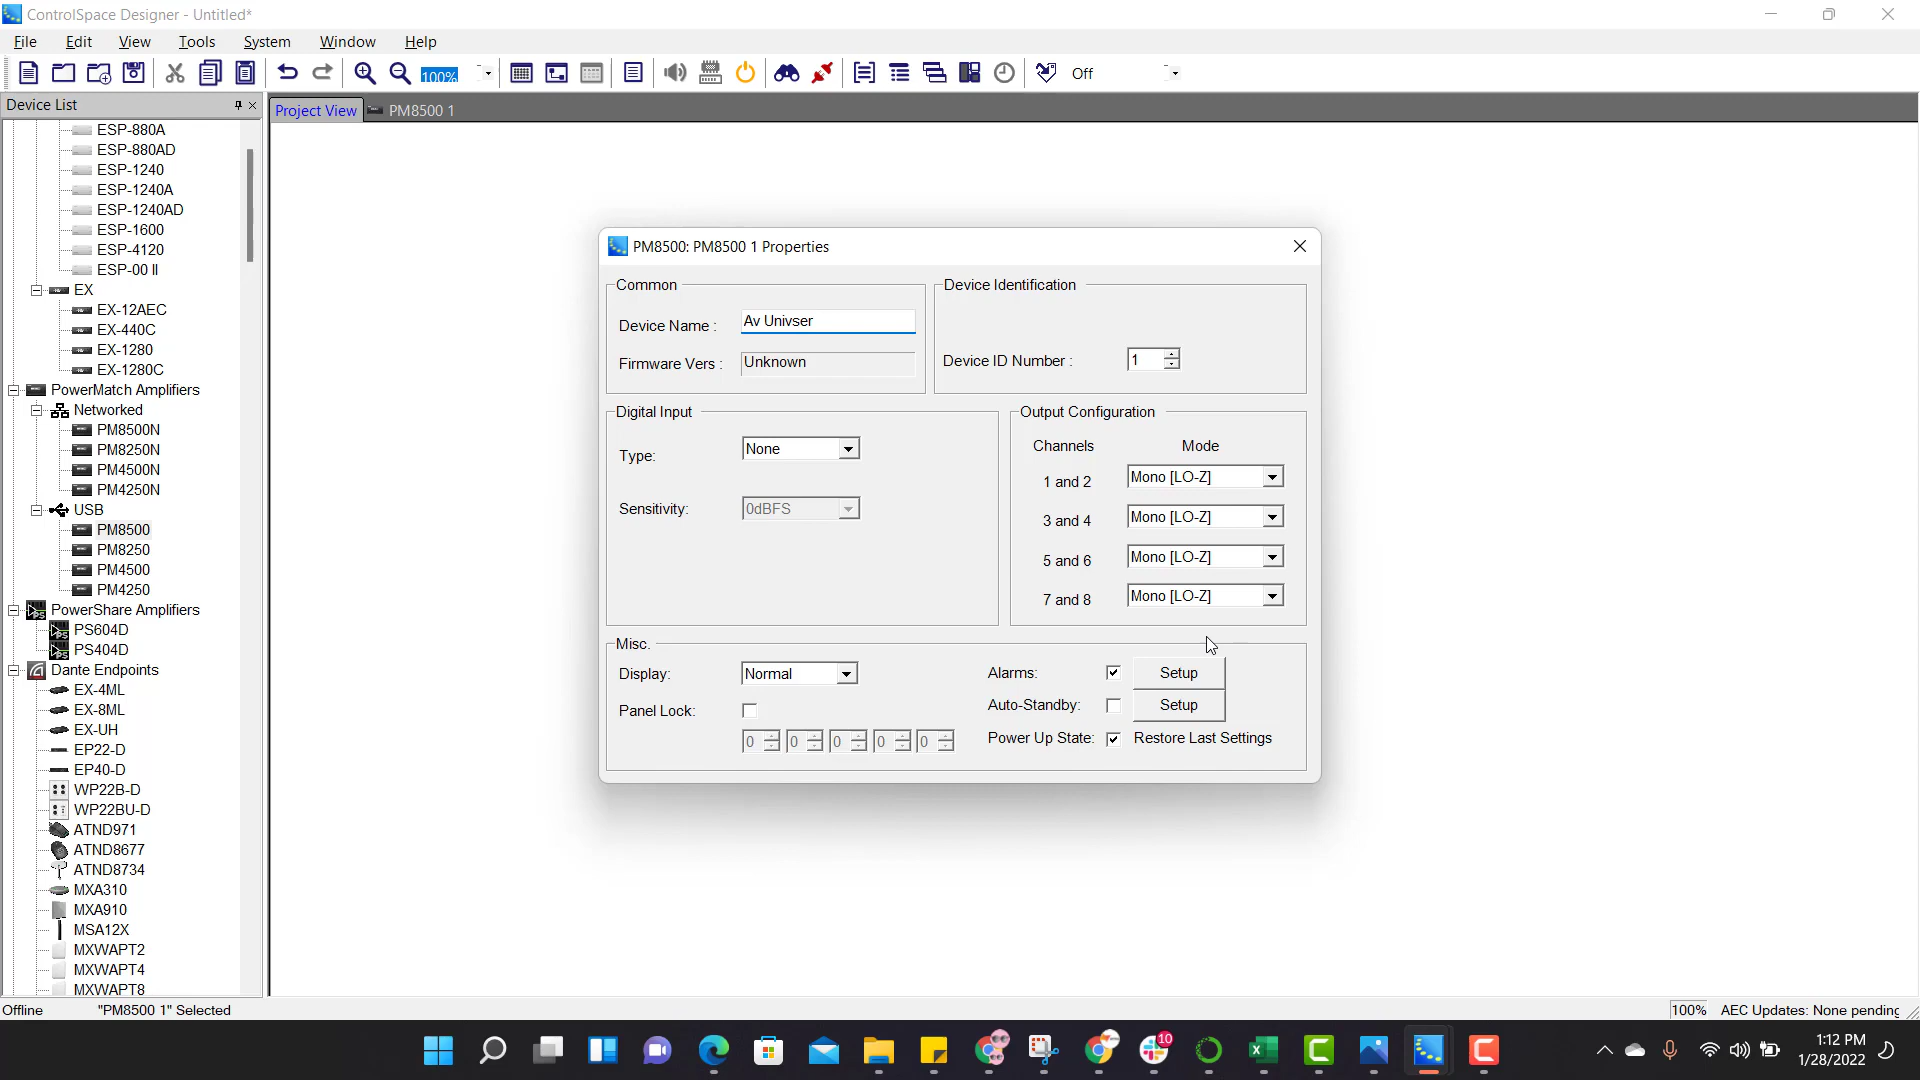 ControlSpace Designer - Untitled*
File Edit View Tools System Window Help
100% Off
Device List
Project View PM8500 1
ESP-880A
ESP-880AD
ESP-1240
ESP-1240A
ESP-1240AD
ESP-1600
ESP-4120
ESP-00 II
EX
EX-12AEC
EX-440C
EX-1280
EX-1280C
PowerMatch Amplifiers
Networked
PM8500N
PM8250N
PM4500N
PM4250N
USB
PM8500
PM8250
PM4500
PM4250
PowerShare Amplifiers
PS604D
PS404D
Dante Endpoints
EX-4ML
EX-8ML
EX-UH
EP22-D
EP40-D
WP22B-D
WP22BU-D
ATND971
ATND8677
ATND8734
MXA310
MXA910
MSA12X
MXWAPT2
MXWAPT4
MXWAPT8
PM8500: PM8500 1 Properties
Common
Device Name : Av Univser
Firmware Vers : Unknown
Device Identification
Device ID Number : 1
Digital Input
Type: None
Sensitivity: 0dBFS
Output Configuration
Channels Mode
1 and 2 Mono [LO-Z]
3 and 4 Mono [LO-Z]
5 and 6 Mono [LO-Z]
7 and 8 Mono [LO-Z]
Misc.
Display: Normal
Panel Lock:
0 0 0 0 0
Alarms: Setup
Auto-Standby: Setup
Power Up State: Restore Last Settings
Offline "PM8500 1" Selected
100% AEC Updates: None pending
10
1:12 PM
1/28/2022